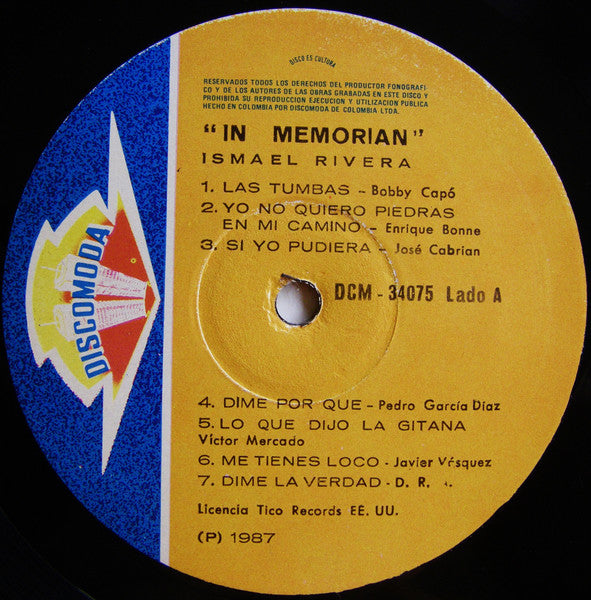 DISCO ES CULTURA
RESERVADOS TODOS LOS DERECHOS DEL PRODUCTOR FONOGRAFI
CO Y DE LOS AUTORES DE LAS OBRAS GRABADAS EN ESTE DISCO Y
PROHIBIDA SU REPRODUCCION EJECUCION Y UTILIZACION PUBLICA
HECHO EN COLOMBIA POR DISCOMODA DE COLOMBIA LTDA.
"IN MEMORIAN"
ISMAEL RIVERA
1. LAS TUMBAS - Bobby Capó
2. YO NO QUIERO PIEDRAS
EN MI CAMINO - Enrique Bonne
3. SI YO PUDIERA - José Cabrian
DCM - 34075 Lado A
DISCOMODA
4. DIME POR QUE - Pedro García Díaz
5. LO QUE DIJO LA GITANA
Víctor Mercado
6. ME TIENES LOCO - Javier Vásquez
7. DIME LA VERDAD - D. R.
Licencia Tico Records EE. UU.
(P) 1987